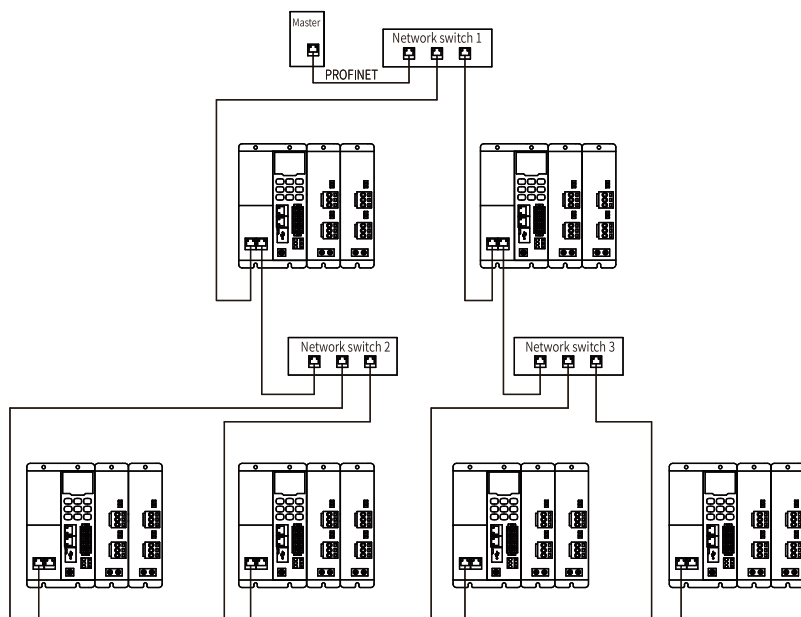 Master
Network switch 1
PROFINET
Network switch 2
Network switch 3